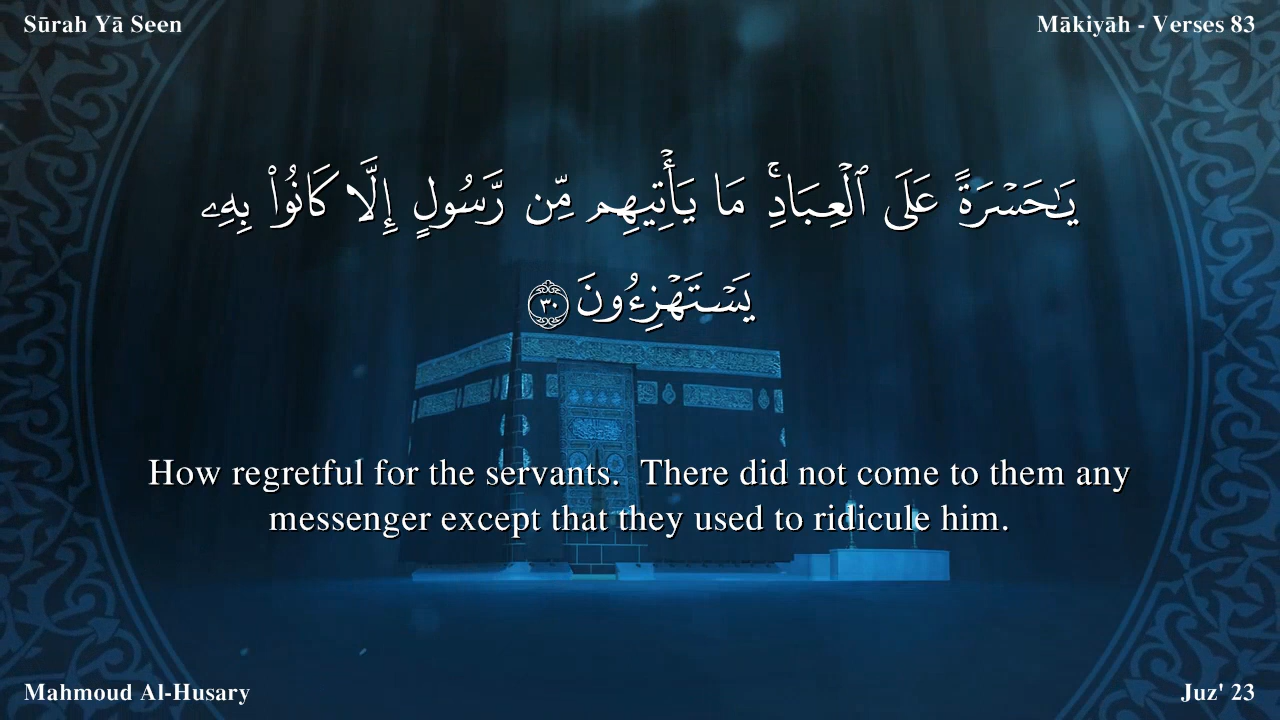 Sūrah Yā Seen
Mākiyāh - Verses 83
يَـٰحَسْرَةً عَلَى ٱلْعِبَادِ ۚ مَا يَأْتِيهِم مِّن رَّسُولٍ إِلَّا كَانُوا۟ بِهِۦ
يَسْتَهْزِءُونَ ٣٠
How regretful for the servants. There did not come to them any
messenger except that they used to ridicule him.
Mahmoud Al-Husary
Juz' 23